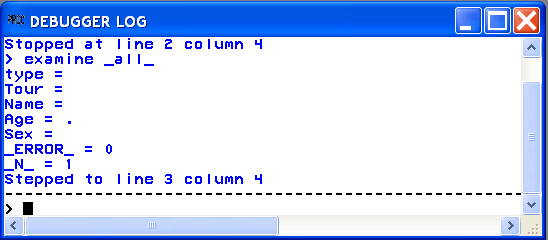 DEBUGGER LOG
Stopped at line 2 column 4
> examine _all_
type =
Tour =
Name =
Age = .
Sex =
_ERROR_ = 0
_N_ = 1
Stepped to line 3 column 4
>